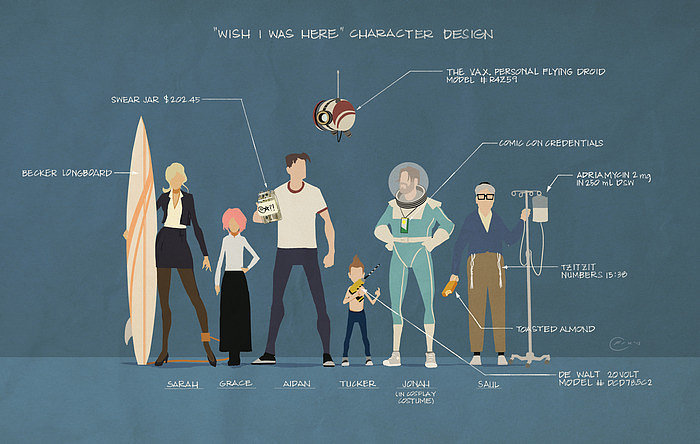 "WISH I WAS HERE" CHARACTER DESIGN
THE V.A.X. PERSONAL FLYING DROID
MODEL # R4Z59
SWEAR JAR $202.45
COMIC CON CREDENTIALS
BECKER LONGBOARD
ADRIAMYCIN 2 mg
IN 250 mL D5W
TZITZIT
NUMBERS 15:38
TOASTED ALMOND
DE WALT 20 VOLT
MODEL # DCD785C2
SARAH
GRACE
AIDAN
TUCKER
JONAH
(IN COSPLAY
COSTUME)
SAUL